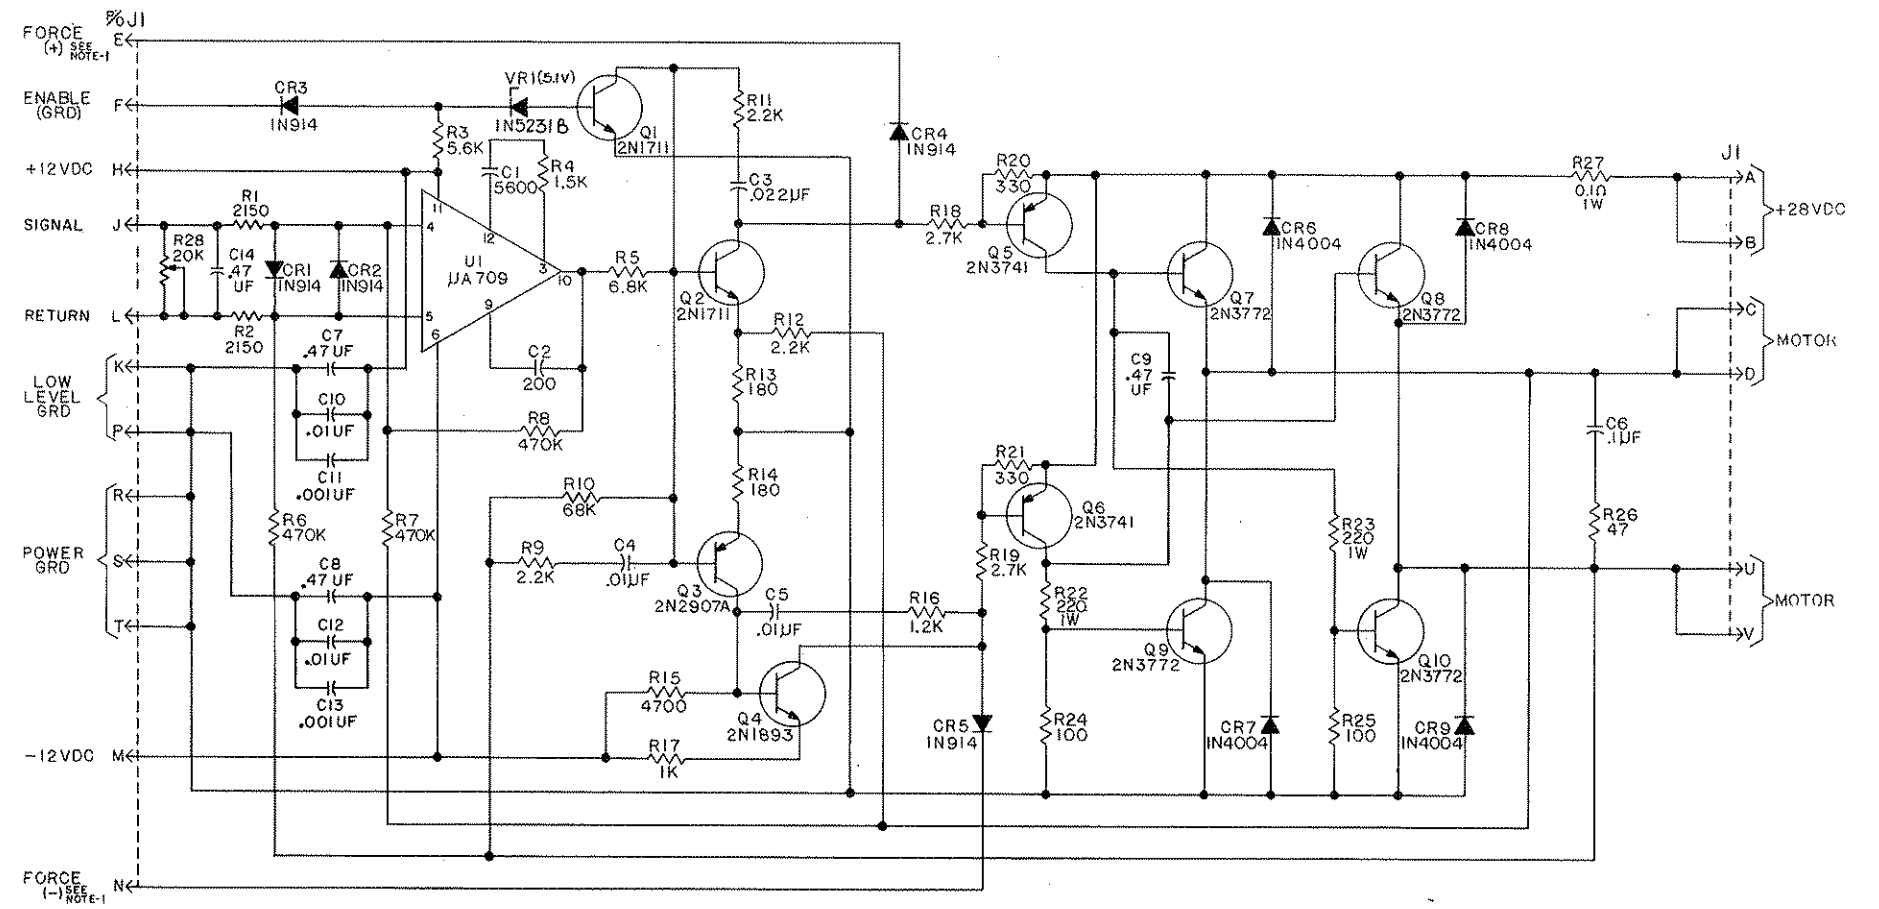 P/O J1
FORCE
(+) SEE NOTE-1
E
ENABLE
(GRD)
F
CR3
1N914
+12VDC
H
SIGNAL
J
R28
20K
R1
2150
C14
.47
UF
CR1
1N914
CR2
1N914
RETURN
L
R2
2150
R3
5.6K
VR1(5.1V)
1N5231B
C1
5600
R4
1.5K
Q1
2N1711
R11
2.2K
C3
.022µF
11
4
12
U1
µA709
3
10
9
5
6
R5
6.8K
Q2
2N1711
C2
200
R8
470K
R12
2.2K
R13
180
R14
180
LOW
LEVEL
GRD
K
P
C7
.47UF
C10
.01UF
C11
.001UF
POWER
GRD
R
S
T
R6
470K
R7
470K
C8
.47UF
C12
.01UF
C13
.001UF
R10
68K
R9
2.2K
C4
.01µF
Q3
2N2907A
C5
.01µF
R16
1.2K
R15
4700
Q4
2N1893
R17
1K
-12VDC
M
FORCE
(-) SEE NOTE-1
N
CR4
1N914
R18
2.7K
R20
330
Q5
2N3741
R21
330
Q6
2N3741
R19
2.7K
R22
220
1W
R24
100
CR5
1N914
C9
.47
UF
Q7
2N3772
CR6
1N4004
Q8
2N3772
CR8
1N4004
R23
220
1W
R25
100
Q9
2N3772
CR7
1N4004
Q10
2N3772
CR9
1N4004
R27
0.1Ω
1W
C6
.1µF
R26
47
J1
A
B
+28VDC
C
D
MOTOR
U
V
MOTOR